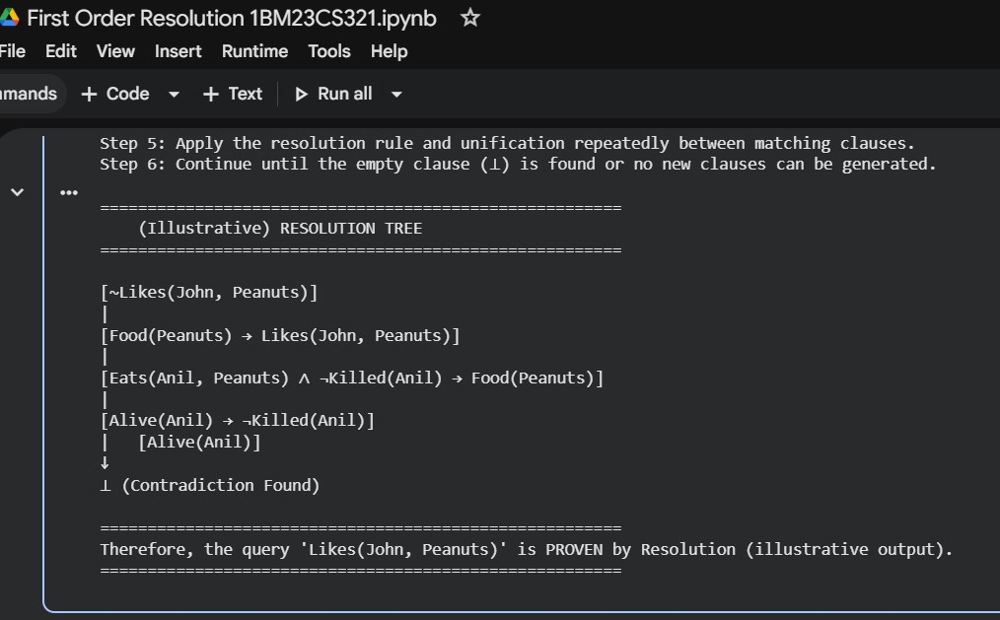 First Order Resolution 1BM23CS321.ipynb ☆
File Edit View Insert Runtime Tools Help
mmands + Code + Text Run all
Step 5: Apply the resolution rule and unification repeatedly between matching clauses.
Step 6: Continue until the empty clause (⊥) is found or no new clauses can be generated.
=======================================================
(Illustrative) RESOLUTION TREE
=======================================================
[~Likes(John, Peanuts)]
|
[Food(Peanuts) → Likes(John, Peanuts)]
|
[Eats(Anil, Peanuts) ∧ ¬Killed(Anil) → Food(Peanuts)]
|
[Alive(Anil) → ¬Killed(Anil)]
| [Alive(Anil)]
↓
⊥ (Contradiction Found)
=======================================================
Therefore, the query 'Likes(John, Peanuts)' is PROVEN by Resolution (illustrative output).
=======================================================